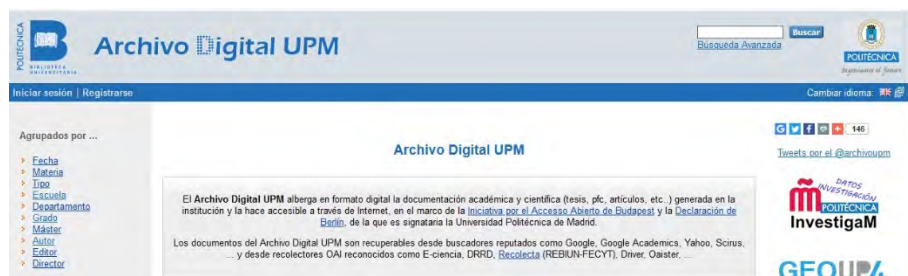 POLITÉCNICA
BIBLIOTECA
UNIVERSITARIA
Archivo Digital UPM
Buscar
Búsqueda Avanzada
POLITÉCNICA
Iniciar sesión | Registrarse
Cambiar idioma:
Agrupados por ...
Fecha
Materia
Tipo
Escuela
Departamento
Grado
Máster
Autor
Editor
Director
Archivo Digital UPM
El Archivo Digital UPM alberga en formato digital la documentación académica y científica (tesis, pfc, artículos, etc..) generada en la
institución y la hace accesible a través de Internet, en el marco de la Iniciativa por el Accesso Abierto de Budapest y la Declaración de
Berlín, de la que es signataria la Universidad Politécnica de Madrid.
Los documentos del Archivo Digital UPM son recuperables desde buscadores reputados como Google, Google Academics, Yahoo, Scirus,
... y desde recolectores OAI reconocidos como E-ciencia, DRRD, Recolecta (REBIUN-FECYT), Driver, Oaister, ...
146
Tweets por el @archivoupm
DATOS
INVESTIGACIÓN
POLITÉCNICA
InvestigaM
GEOUP4